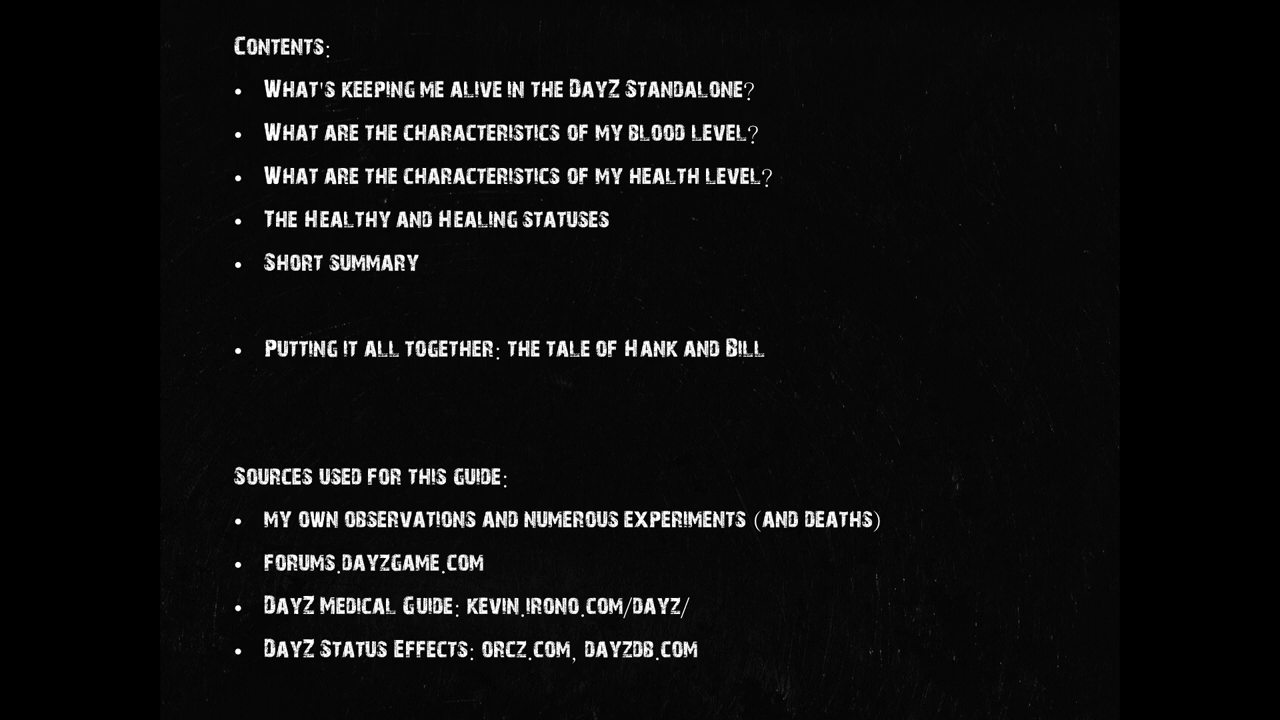 Contents:
• What's keeping me alive in the DayZ Standalone?
• What are the characteristics of my blood level?
• What are the characteristics of my health level?
• The Healthy and Healing statuses
• Short summary
• Putting it all together: the tale of Hank and Bill
Sources used for this guide:
• my own observations and numerous experiments (and deaths)
• forums.dayzgame.com
• DayZ Medical Guide: kevin.irono.com/dayz/
• DayZ Status Effects: orcz.com, dayzdb.com